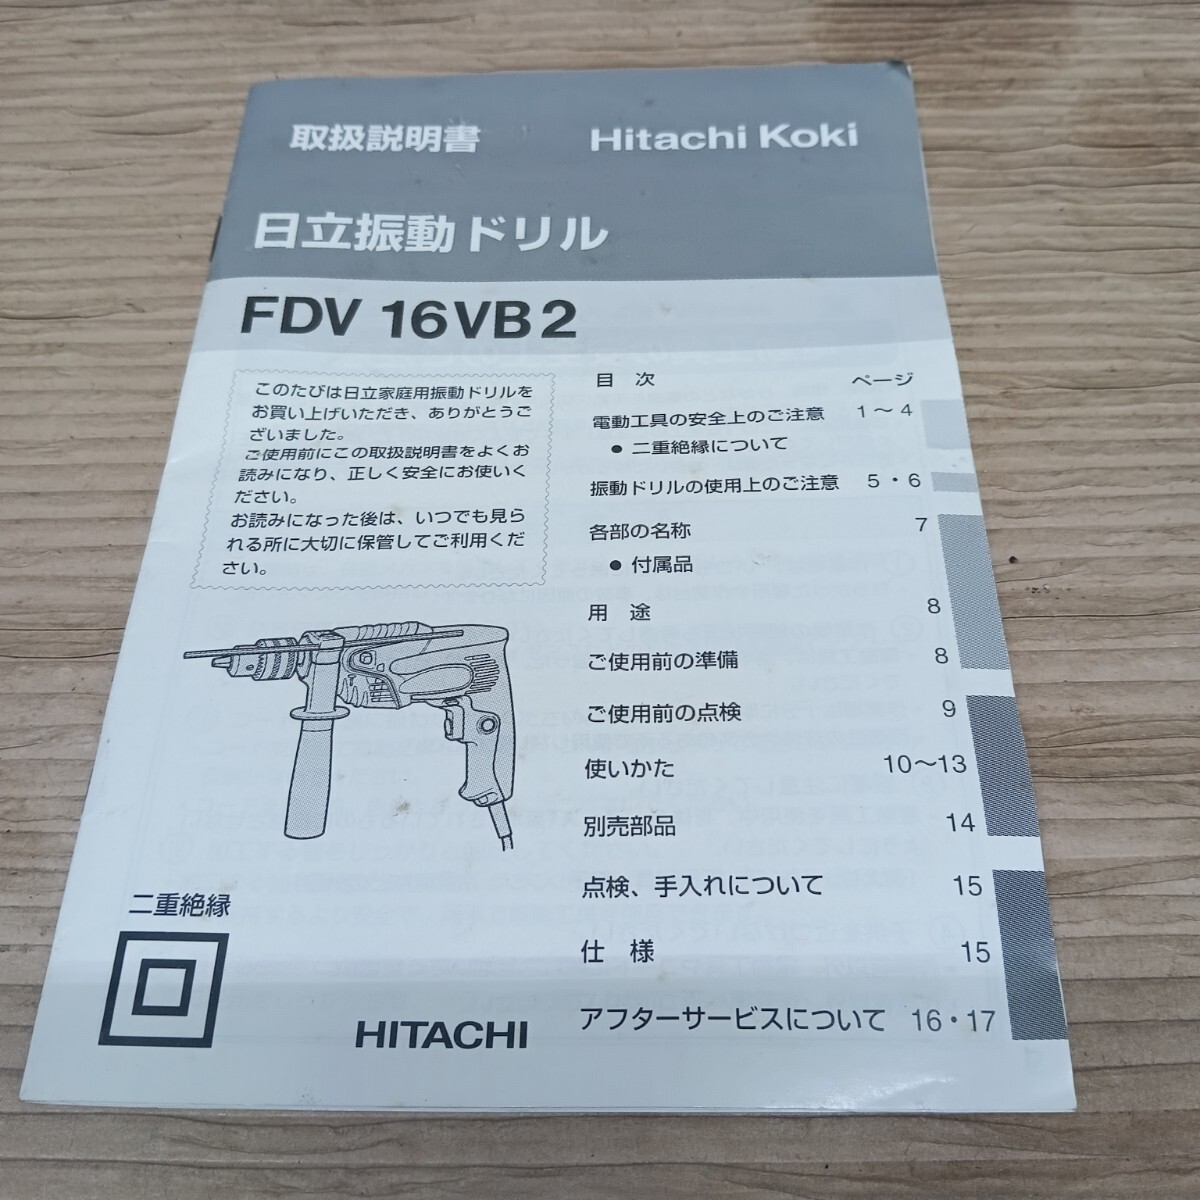 取扱説明書 Hitachi Koki
日立振動ドリル
FDV 16VB2
このたびは日立家庭用振動ドリルを
お買い上げいただき、ありがとうご
ざいました。
ご使用前にこの取扱説明書をよくお
読みになり、正しく安全にお使いく
ださい。
お読みになった後は、いつでも見ら
れる所に大切に保管してご利用くだ
さい。
二重絶縁
HITACHI
目 次 ページ
電動工具の安全上のご注意 1～4
● 二重絶縁について
振動ドリルの使用上のご注意 5・6
各部の名称 7
● 付属品
用 途 8
ご使用前の準備 8
ご使用前の点検 9
使いかた 10～13
別売部品 14
点検、手入れについて 15
仕 様 15
アフターサービスについて 16・17